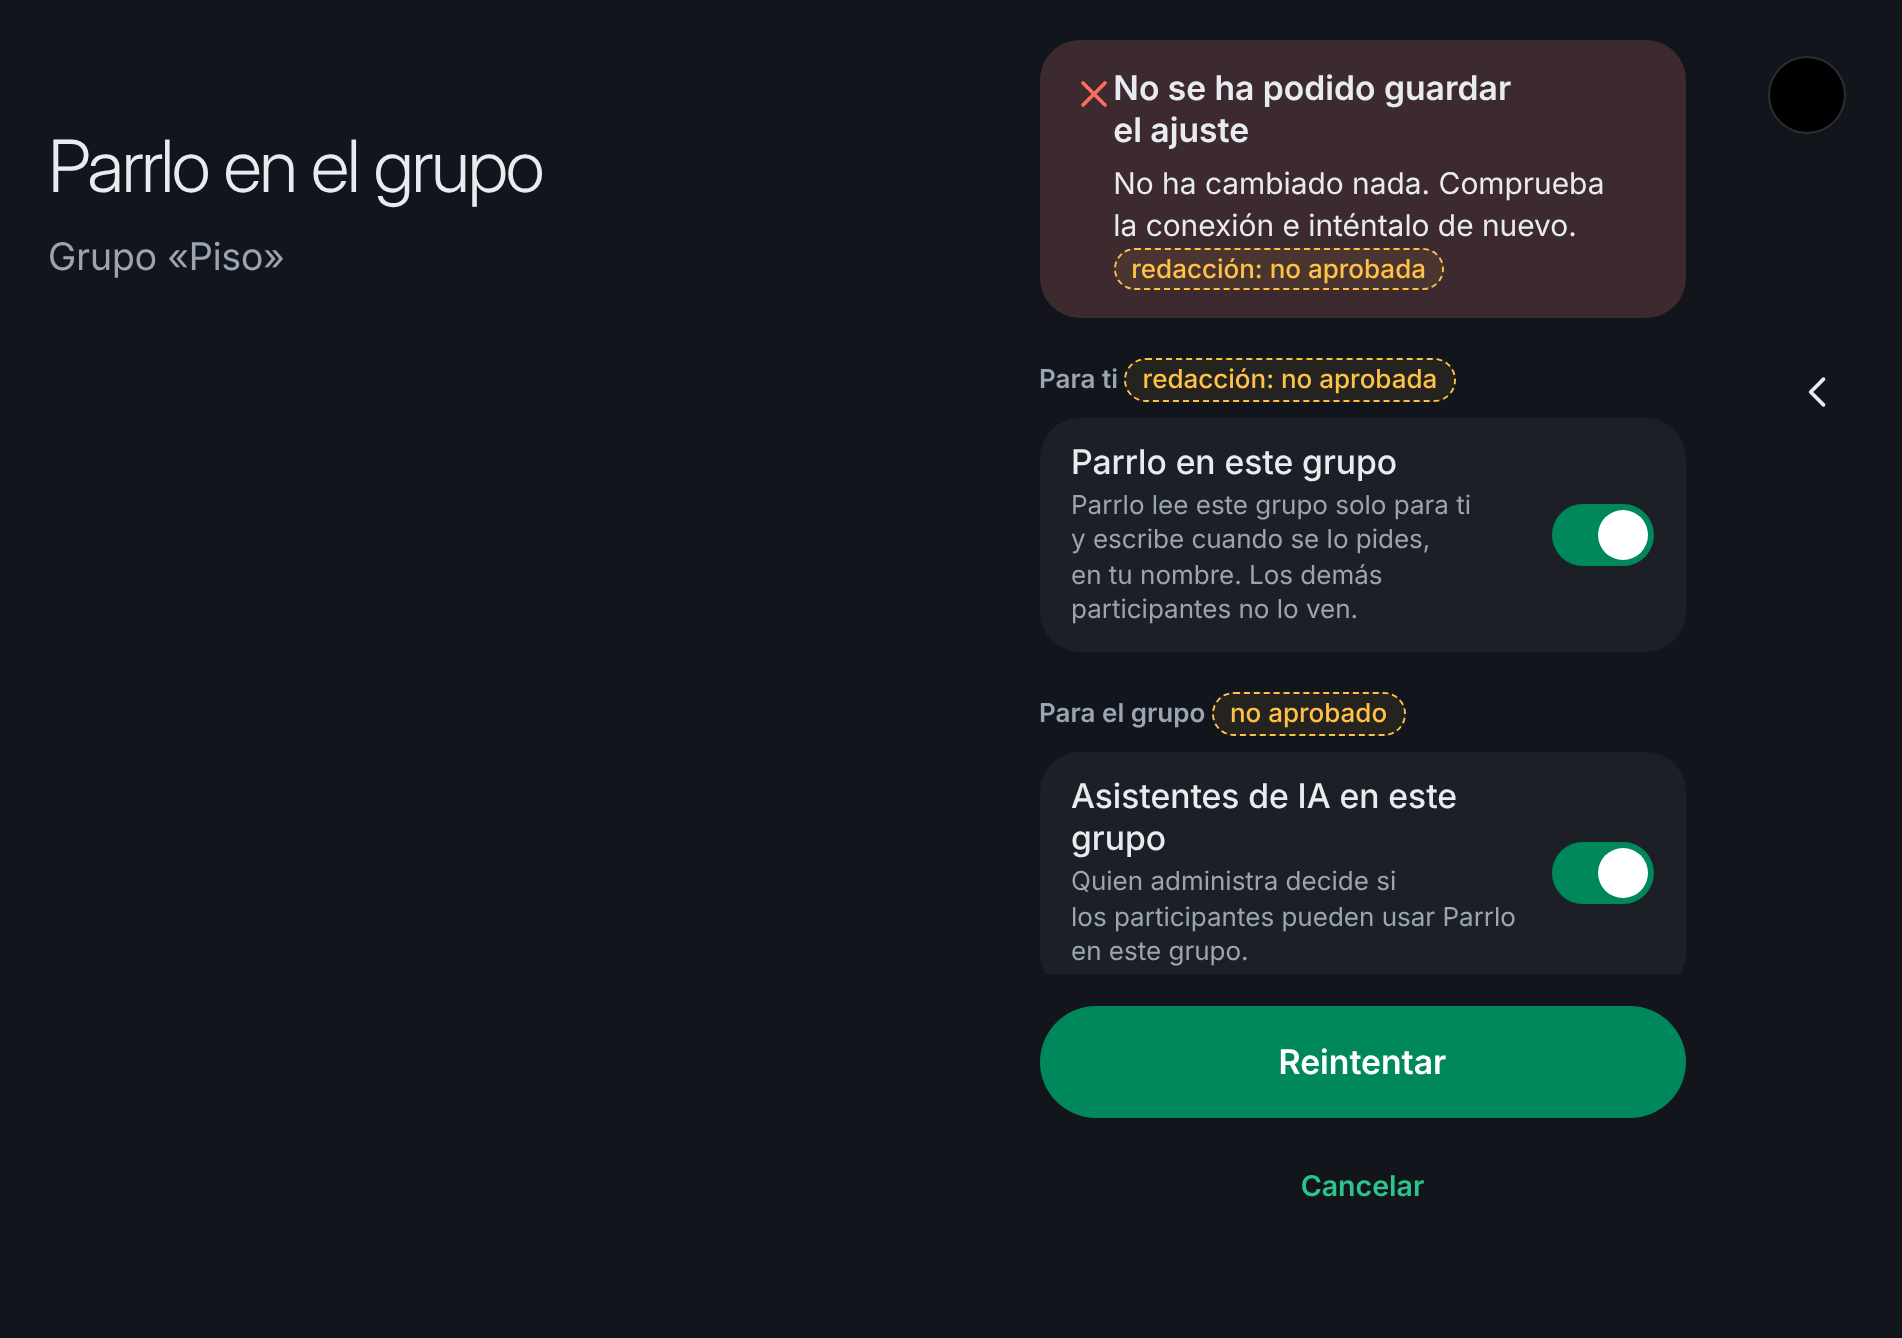 Parrlo en el grupo
Grupo «Piso»
No se ha podido guardar
el ajuste
No ha cambiado nada. Comprueba
la conexión e inténtalo de nuevo.
redacción: no aprobada
Para ti redacción: no aprobada
Parrlo en este grupo
Parrlo lee este grupo solo para ti
y escribe cuando se lo pides,
en tu nombre. Los demás
participantes no lo ven.
Para el grupo no aprobado
Asistentes de IA en este
grupo
Quien administra decide si
los participantes pueden usar Parrlo
en este grupo.
Reintentar
Cancelar